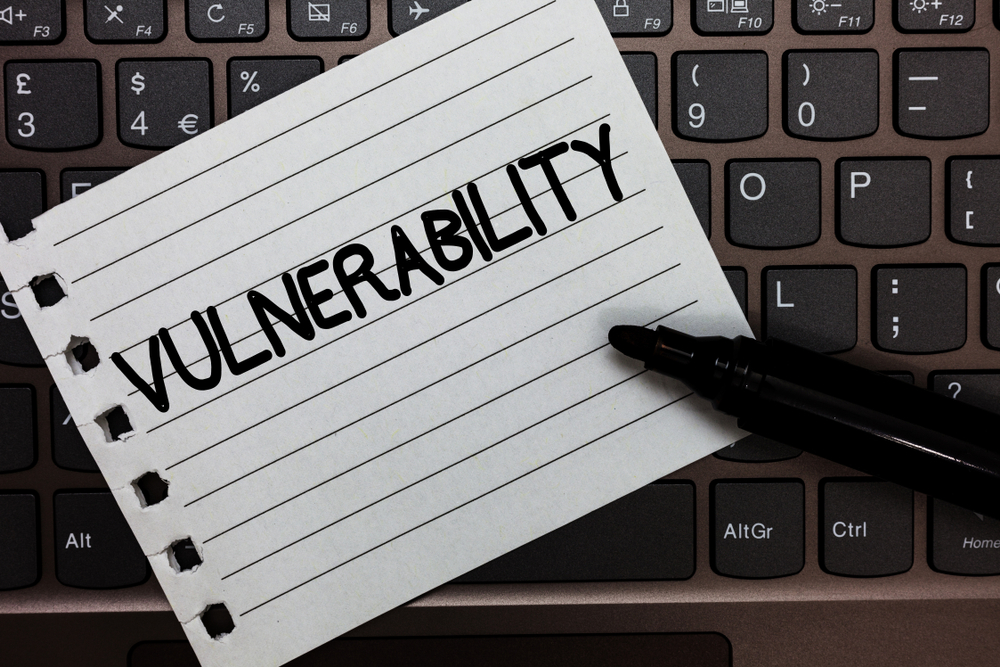 F3
F4
F5
F6
F9
F10
F11
F12
£
3
$
4 €
%
(
9
)
0
—
-
O
P
{
[
S
L
:
;
?
VULNERABILITY
Alt
AltGr
Ctrl
Home